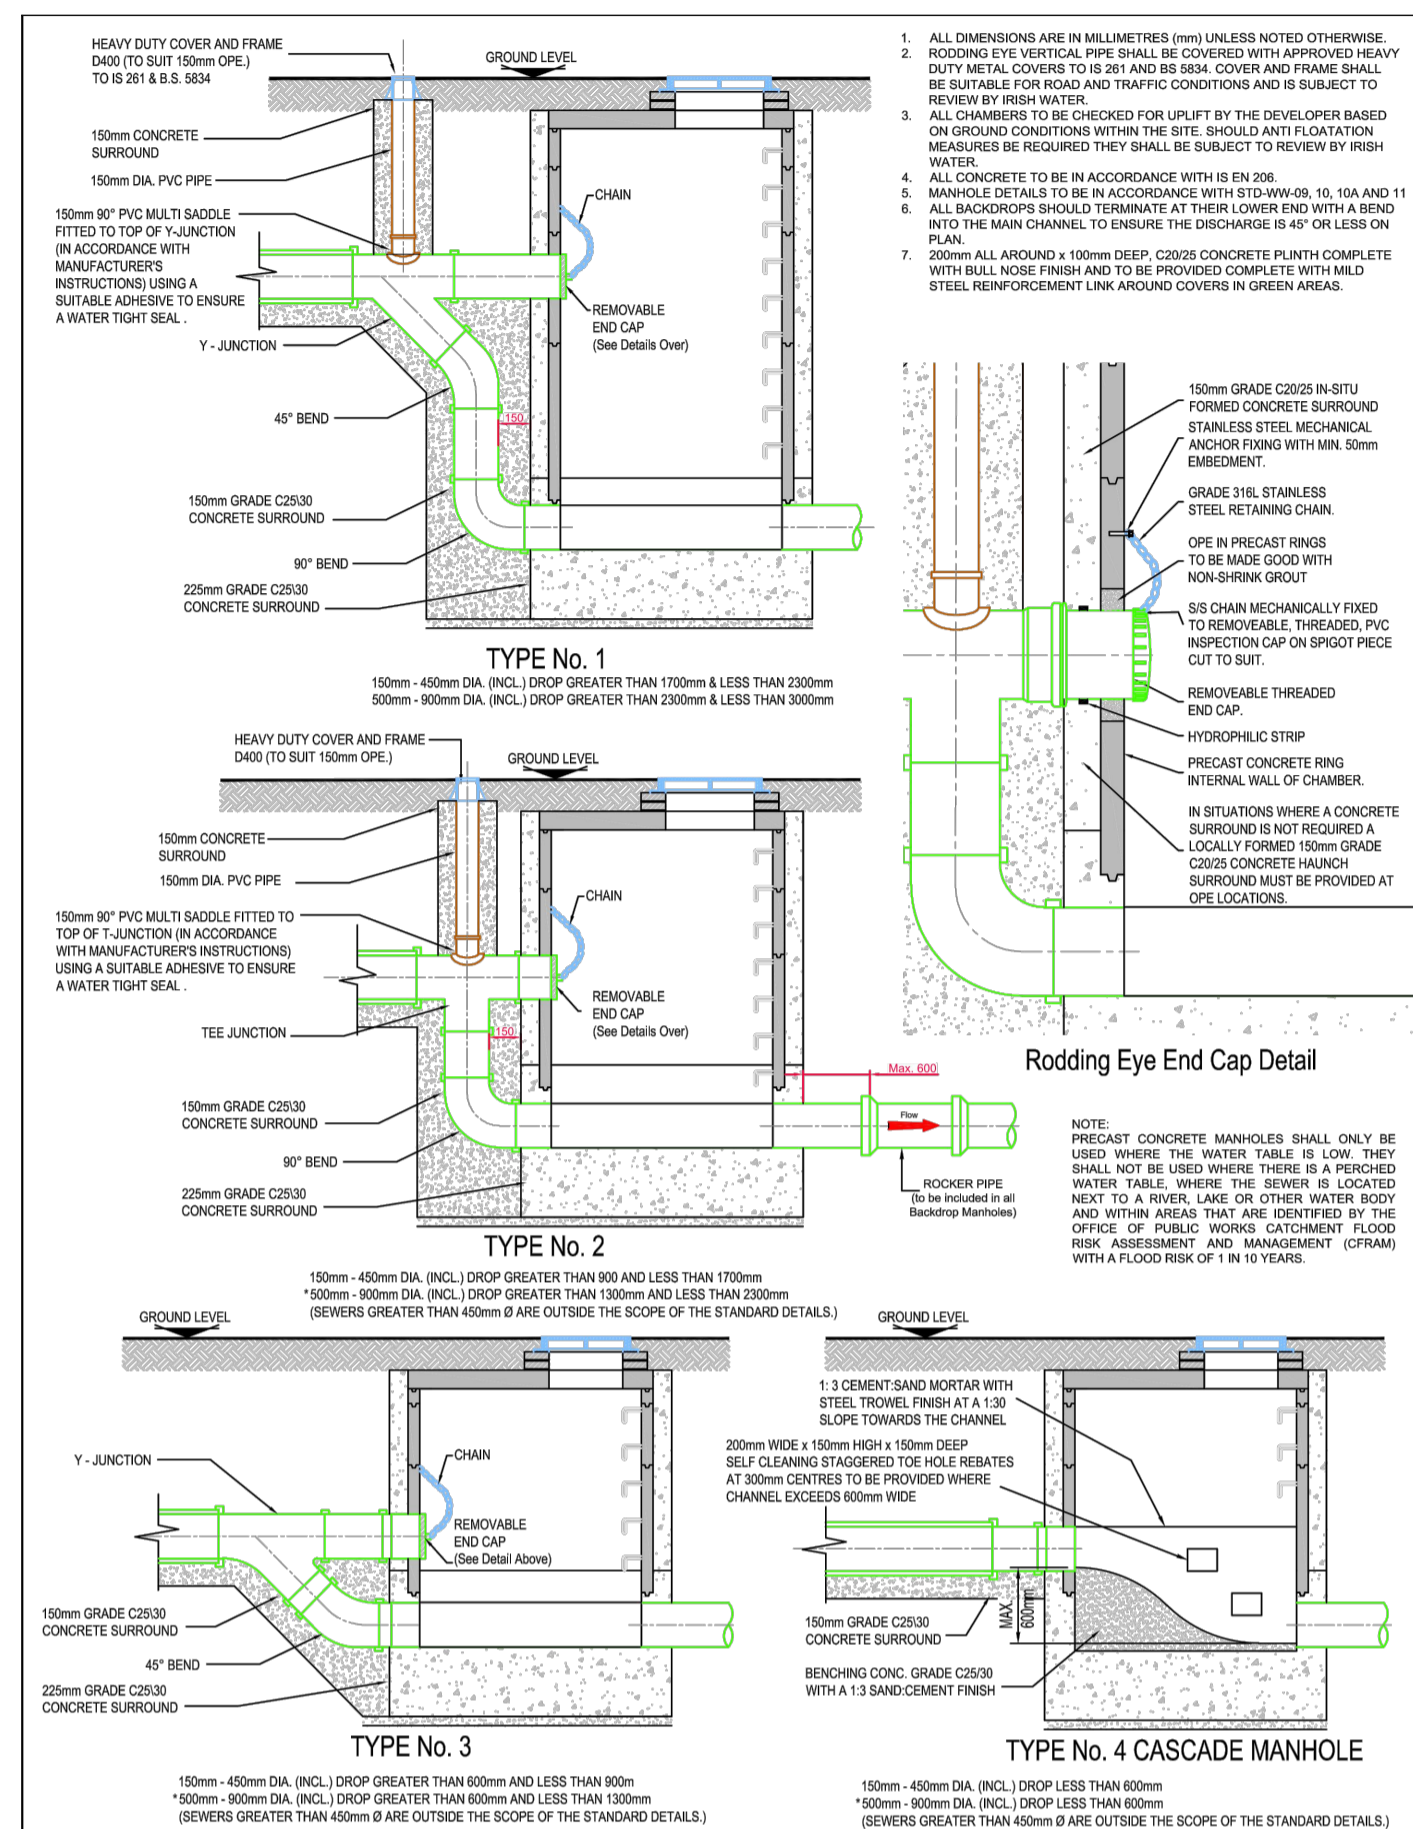 HEAVY DUTY COVER AND FRAME
D400 (TO SUIT 150mm OPE.)
TO IS 261 & B.S. 5834
GROUND LEVEL
150mm CONCRETE
SURROUND
150mm DIA. PVC PIPE
150mm 90° PVC MULTI SADDLE
FITTED TO TOP OF Y-JUNCTION
(IN ACCORDANCE WITH
MANUFACTURER'S
INSTRUCTIONS) USING A
SUITABLE ADHESIVE TO ENSURE
A WATER TIGHT SEAL .
Y - JUNCTION
CHAIN
REMOVABLE
END CAP
(See Details Over)
45° BEND
150
150mm GRADE C25\30
CONCRETE SURROUND
90° BEND
225mm GRADE C25\30
CONCRETE SURROUND
TYPE No. 1
150mm - 450mm DIA. (INCL.) DROP GREATER THAN 1700mm & LESS THAN 2300mm
500mm - 900mm DIA. (INCL.) DROP GREATER THAN 2300mm & LESS THAN 3000mm
1. ALL DIMENSIONS ARE IN MILLIMETRES (mm) UNLESS NOTED OTHERWISE.
2. RODDING EYE VERTICAL PIPE SHALL BE COVERED WITH APPROVED HEAVY
DUTY METAL COVERS TO IS 261 AND BS 5834. COVER AND FRAME SHALL
BE SUITABLE FOR ROAD AND TRAFFIC CONDITIONS AND IS SUBJECT TO
REVIEW BY IRISH WATER.
3. ALL CHAMBERS TO BE CHECKED FOR UPLIFT BY THE DEVELOPER BASED
ON GROUND CONDITIONS WITHIN THE SITE. SHOULD ANTI FLOATATION
MEASURES BE REQUIRED THEY SHALL BE SUBJECT TO REVIEW BY IRISH
WATER.
4. ALL CONCRETE TO BE IN ACCORDANCE WITH IS EN 206.
5. MANHOLE DETAILS TO BE IN ACCORDANCE WITH STD-WW-09, 10, 10A AND 11
6. ALL BACKDROPS SHOULD TERMINATE AT THEIR LOWER END WITH A BEND
INTO THE MAIN CHANNEL TO ENSURE THE DISCHARGE IS 45° OR LESS ON
PLAN.
7. 200mm ALL AROUND x 100mm DEEP, C20/25 CONCRETE PLINTH COMPLETE
WITH BULL NOSE FINISH AND TO BE PROVIDED COMPLETE WITH MILD
STEEL REINFORCEMENT LINK AROUND COVERS IN GREEN AREAS.
150mm GRADE C20/25 IN-SITU
FORMED CONCRETE SURROUND
STAINLESS STEEL MECHANICAL
ANCHOR FIXING WITH MIN. 50mm
EMBEDMENT.
GRADE 316L STAINLESS
STEEL RETAINING CHAIN.
OPE IN PRECAST RINGS
TO BE MADE GOOD WITH
NON-SHRINK GROUT
S/S CHAIN MECHANICALLY FIXED
TO REMOVEABLE, THREADED, PVC
INSPECTION CAP ON SPIGOT PIECE
CUT TO SUIT.
REMOVEABLE THREADED
END CAP.
HYDROPHILIC STRIP
PRECAST CONCRETE RING
INTERNAL WALL OF CHAMBER.
IN SITUATIONS WHERE A CONCRETE
SURROUND IS NOT REQUIRED A
LOCALLY FORMED 150mm GRADE
C20/25 CONCRETE HAUNCH
SURROUND MUST BE PROVIDED AT
OPE LOCATIONS.
Rodding Eye End Cap Detail
NOTE:
PRECAST CONCRETE MANHOLES SHALL ONLY BE
USED WHERE THE WATER TABLE IS LOW. THEY
SHALL NOT BE USED WHERE THERE IS A PERCHED
WATER TABLE, WHERE THE SEWER IS LOCATED
NEXT TO A RIVER, LAKE OR OTHER WATER BODY
AND WITHIN AREAS THAT ARE IDENTIFIED BY THE
OFFICE OF PUBLIC WORKS CATCHMENT FLOOD
RISK ASSESSMENT AND MANAGEMENT (CFRAM)
WITH A FLOOD RISK OF 1 IN 10 YEARS.
HEAVY DUTY COVER AND FRAME
D400 (TO SUIT 150mm OPE.)
GROUND LEVEL
150mm CONCRETE
SURROUND
150mm DIA. PVC PIPE
150mm 90° PVC MULTI SADDLE FITTED TO
TOP OF T-JUNCTION (IN ACCORDANCE
WITH MANUFACTURER'S INSTRUCTIONS)
USING A SUITABLE ADHESIVE TO ENSURE
A WATER TIGHT SEAL .
TEE JUNCTION
CHAIN
REMOVABLE
END CAP
(See Details Over)
150
Max. 600
Flow
150mm GRADE C25\30
CONCRETE SURROUND
90° BEND
225mm GRADE C25\30
CONCRETE SURROUND
ROCKER PIPE
(to be included in all
Backdrop Manholes)
TYPE No. 2
150mm - 450mm DIA. (INCL.) DROP GREATER THAN 900 AND LESS THAN 1700mm
*500mm - 900mm DIA. (INCL.) DROP GREATER THAN 1300mm AND LESS THAN 2300mm
(SEWERS GREATER THAN 450mm Ø ARE OUTSIDE THE SCOPE OF THE STANDARD DETAILS.)
GROUND LEVEL
Y - JUNCTION
CHAIN
REMOVABLE
END CAP
(See Detail Above)
150mm GRADE C25\30
CONCRETE SURROUND
45° BEND
225mm GRADE C25\30
CONCRETE SURROUND
TYPE No. 3
150mm - 450mm DIA. (INCL.) DROP GREATER THAN 600mm AND LESS THAN 900m
*500mm - 900mm DIA. (INCL.) DROP GREATER THAN 600mm AND LESS THAN 1300mm
(SEWERS GREATER THAN 450mm Ø ARE OUTSIDE THE SCOPE OF THE STANDARD DETAILS.)
GROUND LEVEL
1: 3 CEMENT:SAND MORTAR WITH
STEEL TROWEL FINISH AT A 1:30
SLOPE TOWARDS THE CHANNEL
200mm WIDE x 150mm HIGH x 150mm DEEP
SELF CLEANING STAGGERED TOE HOLE REBATES
AT 300mm CENTRES TO BE PROVIDED WHERE
CHANNEL EXCEEDS 600mm WIDE
MAX.
600mm
150mm GRADE C25\30
CONCRETE SURROUND
BENCHING CONC. GRADE C25/30
WITH A 1:3 SAND:CEMENT FINISH
TYPE No. 4 CASCADE MANHOLE
150mm - 450mm DIA. (INCL.) DROP LESS THAN 600mm
*500mm - 900mm DIA. (INCL.) DROP LESS THAN 600mm
(SEWERS GREATER THAN 450mm Ø ARE OUTSIDE THE SCOPE OF THE STANDARD DETAILS.)